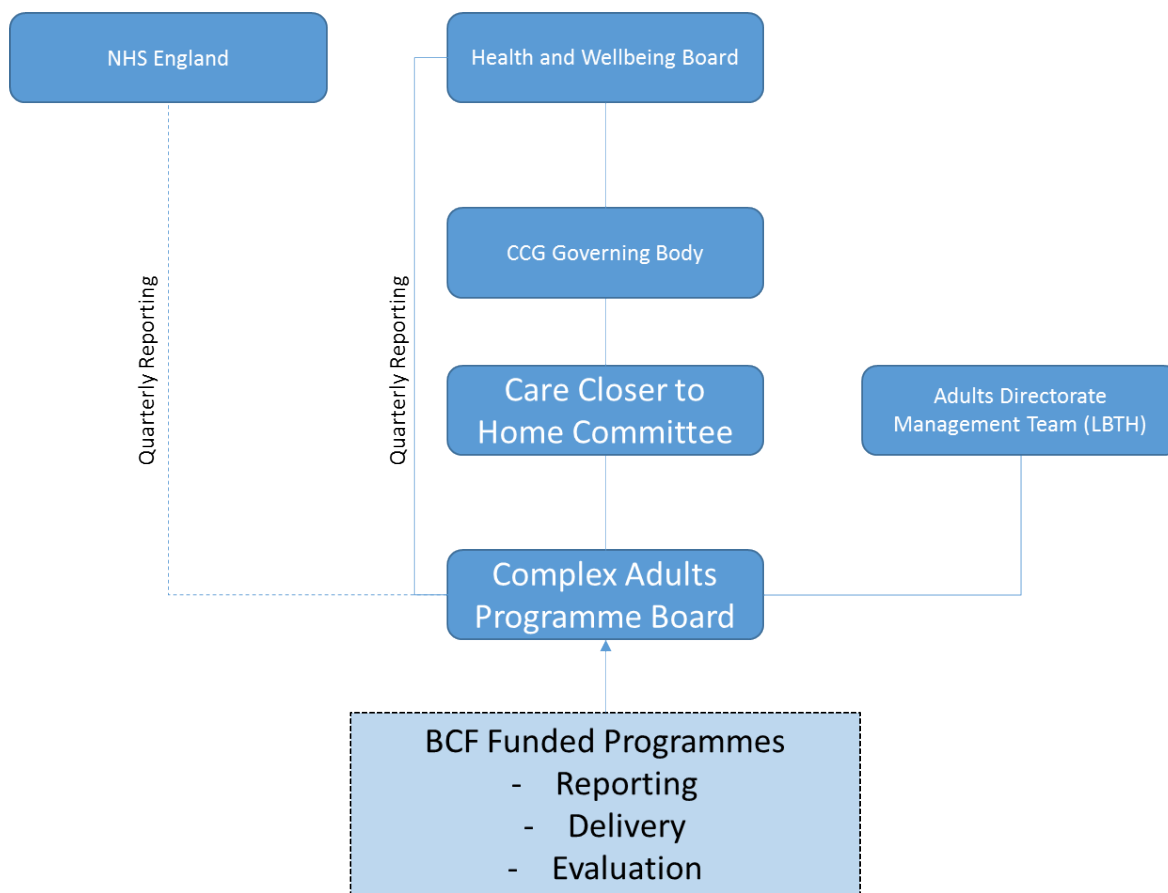 NHS England
Health and Wellbeing Board
CCG Governing Body
Quarterly Reporting
Quarterly Reporting
Care Closer to
Home Committee
Adults Directorate
Management Team (LBTH)
Complex Adults
Programme Board
BCF Funded Programmes
- Reporting
- Delivery
- Evaluation